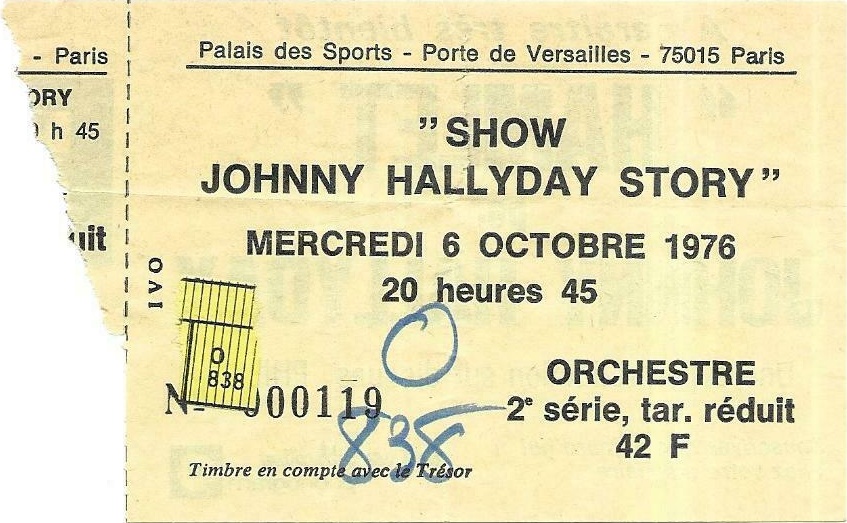 - Paris
ORY
h 45
uit
Palais des Sports - Porte de Versailles - 75015 Paris
"SHOW
JOHNNY HALLYDAY STORY"
MERCREDI 6 OCTOBRE 1976
20 heures 45
IVO
O
838
O
ORCHESTRE
2e série, tar. réduit
42 F
№ 000119
838
Timbre en compte avec le Trésor